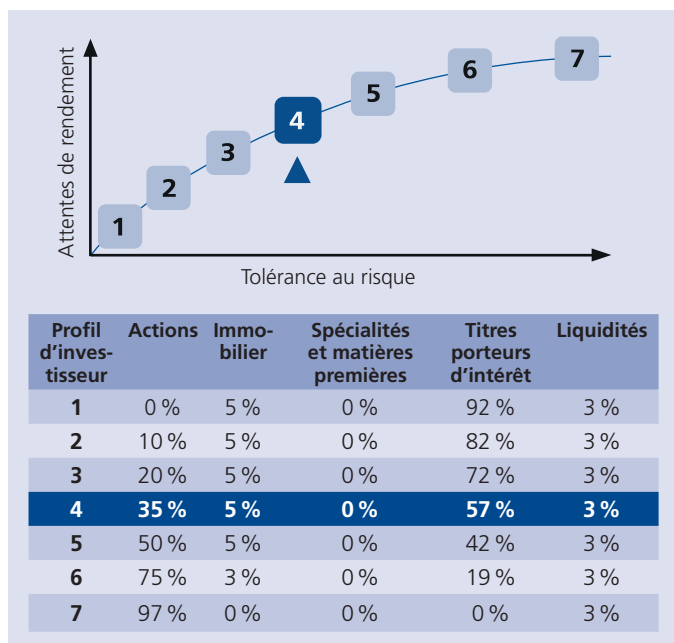 Attentes de rendement
7
6
5
4
3
2
1
Tolérance au risque
Profil d'inves-tisseur Actions Immo-bilier Spécialités et matières premières Titres porteurs d'intérêt Liquidités
1 0 % 5 % 0 % 92 % 3 %
2 10 % 5 % 0 % 82 % 3 %
3 20 % 5 % 0 % 72 % 3 %
4 35 % 5 % 0 % 57 % 3 %
5 50 % 5 % 0 % 42 % 3 %
6 75 % 3 % 0 % 19 % 3 %
7 97 % 0 % 0 % 0 % 3 %